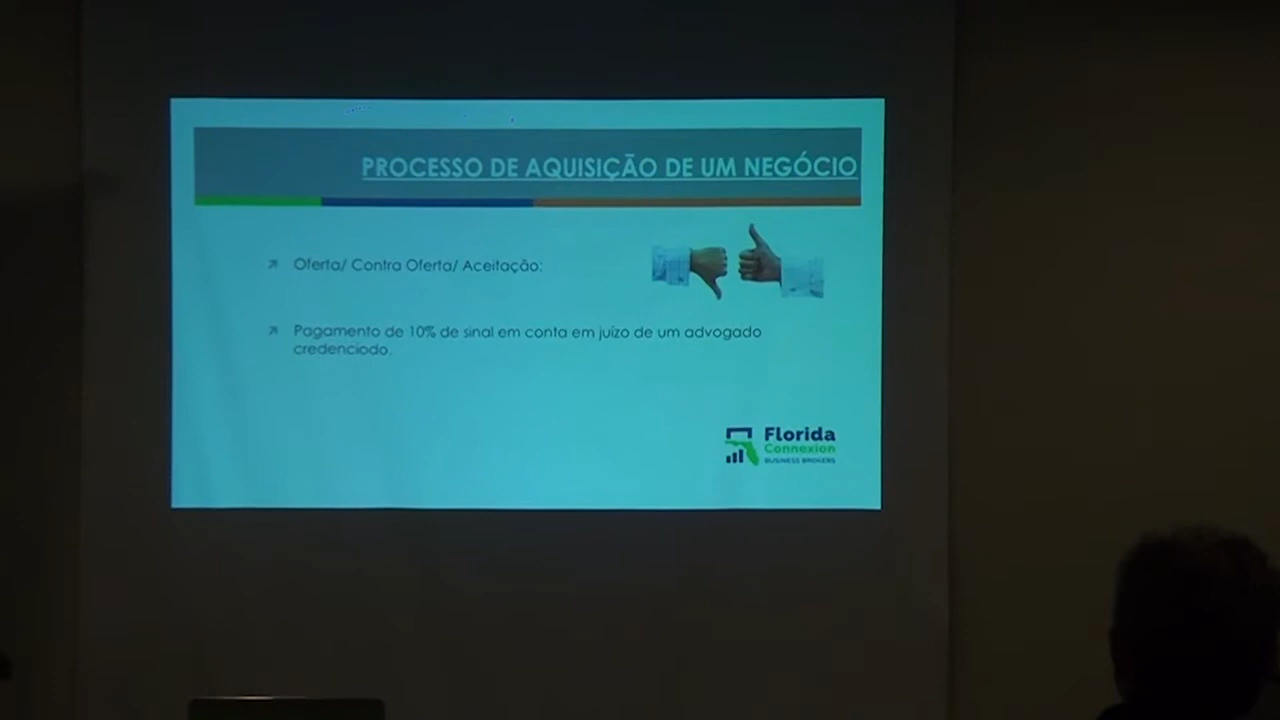 PROCESSO DE AQUISIÇÃO DE UM NEGÓCIO
Oferta/ Contra Oferta/ Aceitação:
Pagamento de 10% de sinal em conta em juízo de um advogado
credenciado.
Florida
Connexion
BUSINESS BROKERS